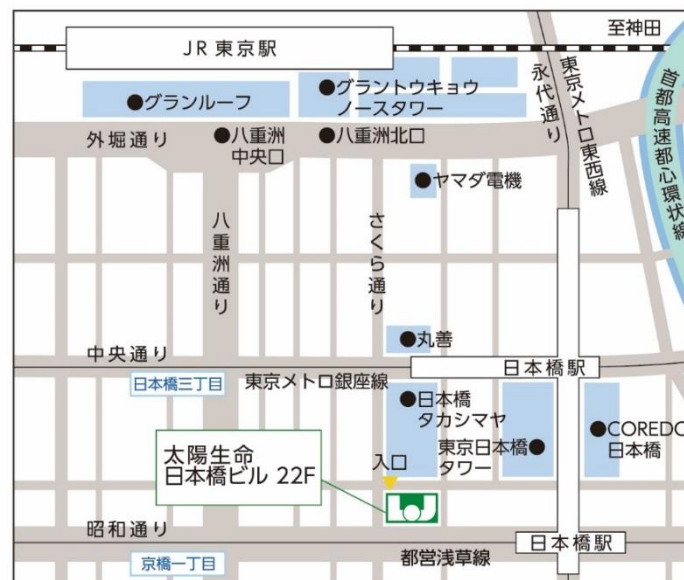 JR 東京駅
至神田
グランルーフ
グラントウキョウ
ノースタワー
外堀通り
八重洲
中央口
八重洲北口
永代通り
東京メトロ東西線
首都高速都心環状線
ヤマダ電機
八重洲通り
さくら通り
丸善
中央通り
日本橋駅
日本橋三丁目
東京メトロ銀座線
日本橋
タカシマヤ
東京日本橋
タワー
COREDO
日本橋
太陽生命
日本橋ビル 22F
入口
昭和通り
都営浅草線
日本橋駅
京橋一丁目